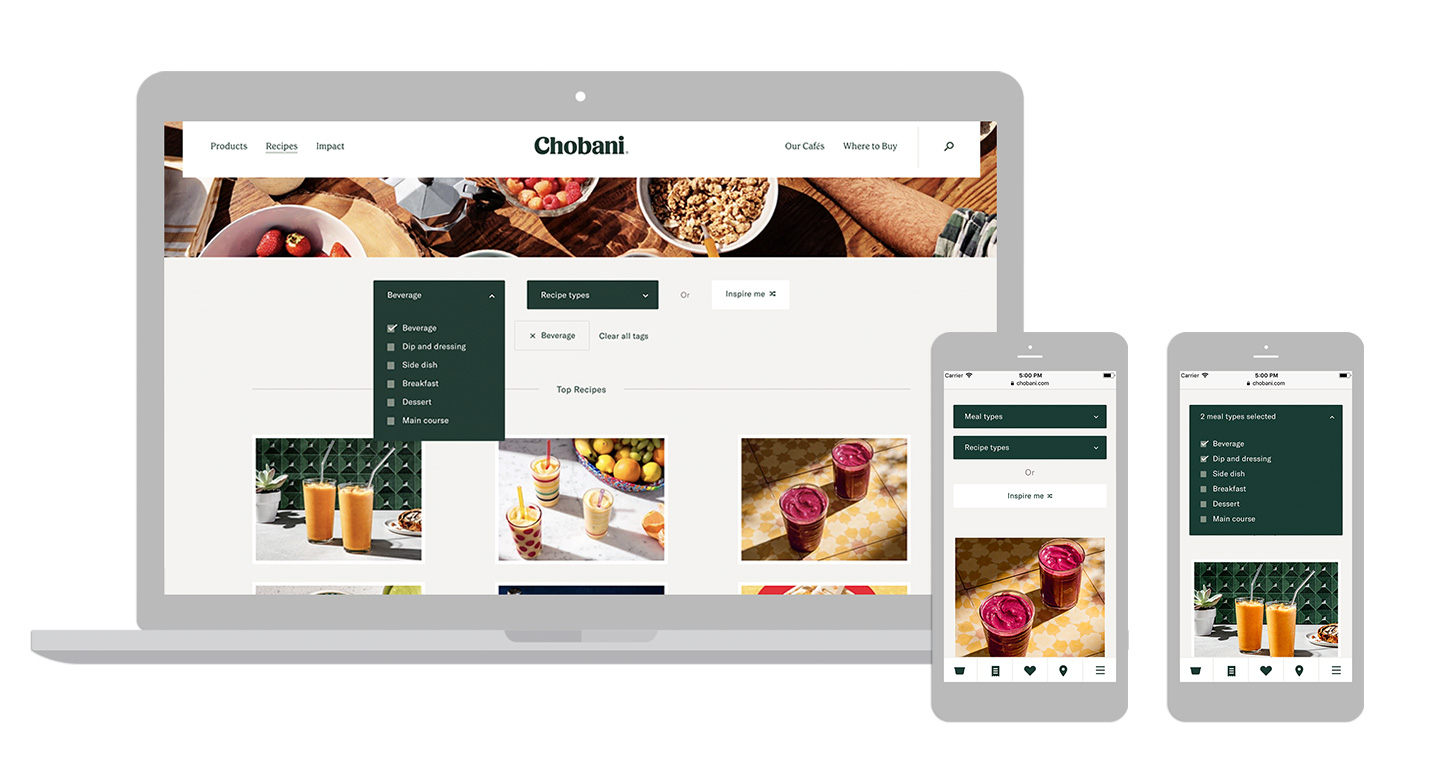 Products Recipes Impact Chobani Our Cafés Where to Buy
Beverage Recipe types Or Inspire me
Beverage
Dip and dressing
Side dish
Breakfast
Dessert
Main course
× Beverage Clear all tags
Top Recipes
Carrier 5:00 PM
chobani.com
Meal types
Recipe types
Or
Inspire me
Carrier 5:00 PM
chobani.com
2 meal types selected
Beverage
Dip and dressing
Side dish
Breakfast
Dessert
Main course